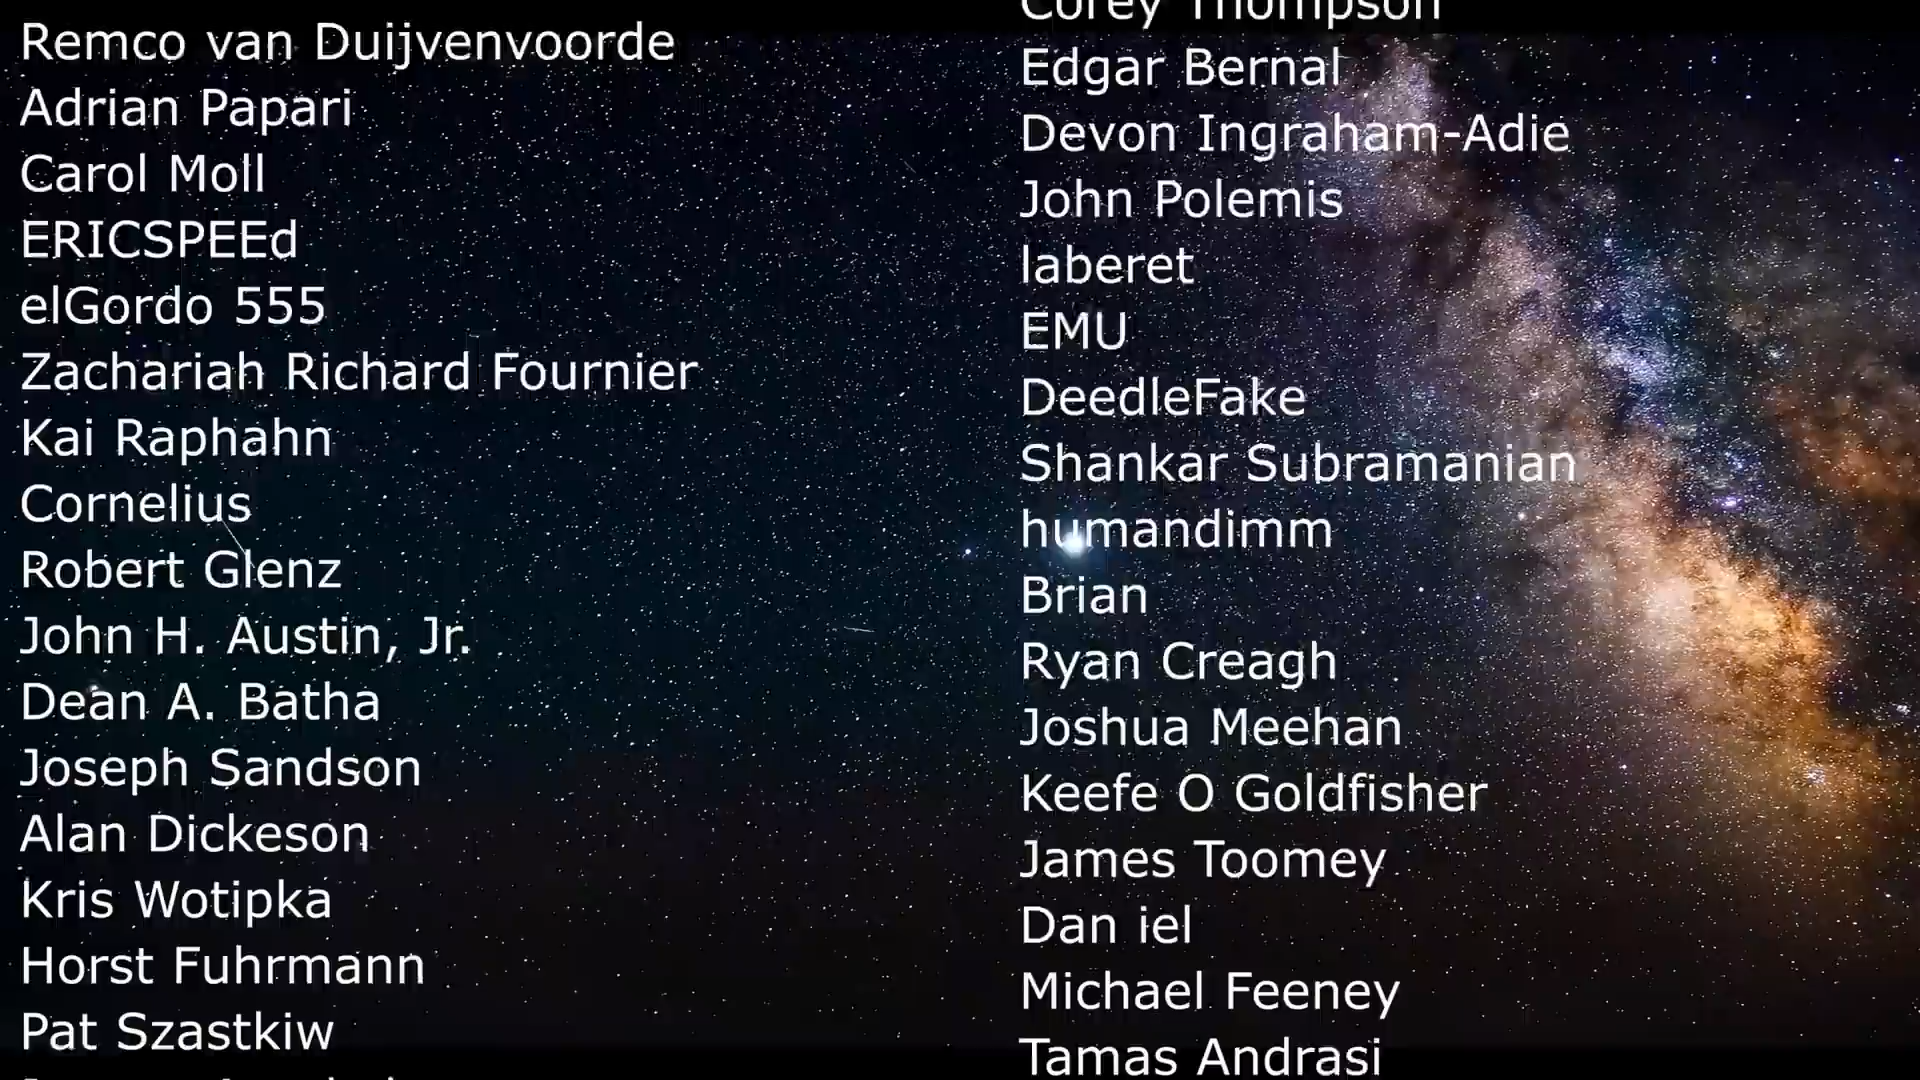 Remco van Duijvenvoorde
Adrian Papari
Carol Moll
ERICSPEEd
elGordo 555
Zachariah Richard Fournier
Kai Raphahn
Cornelius
Robert Glenz
John H. Austin, Jr.
Dean A. Batha
Joseph Sandson
Alan Dickeson
Kris Wotipka
Horst Fuhrmann
Pat Szastkiw
Corey Thompson
Edgar Bernal
Devon Ingraham-Adie
John Polemis
laberet
EMU
DeedleFake
Shankar Subramanian
humandimm
Brian
Ryan Creagh
Joshua Meehan
Keefe O Goldfisher
James Toomey
Dan iel
Michael Feeney
Tamas Andrasi